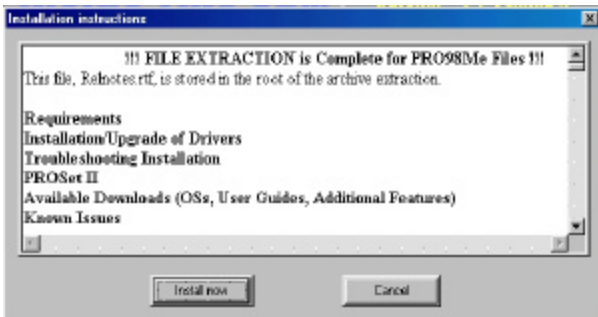 Installation instructions
!!! FILE EXTRACTION is Complete for PRO98Me Files !!!
This file, Relnotes.rtf, is stored in the root of the archive extraction.
Requirements
Installation/Upgrade of Drivers
Troubleshooting Installation
PROSet II
Available Downloads (OSs, User Guides, Additional Features)
Known Issues
Install now
Cancel